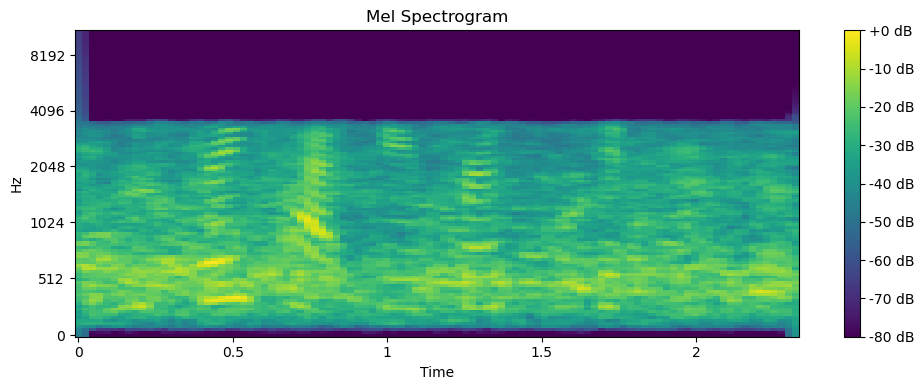 Mel Spectrogram
Hz
8192
4096
2048
1024
512
0
0
0.5
1
1.5
2
Time
+0 dB
-10 dB
-20 dB
-30 dB
-40 dB
-50 dB
-60 dB
-70 dB
-80 dB